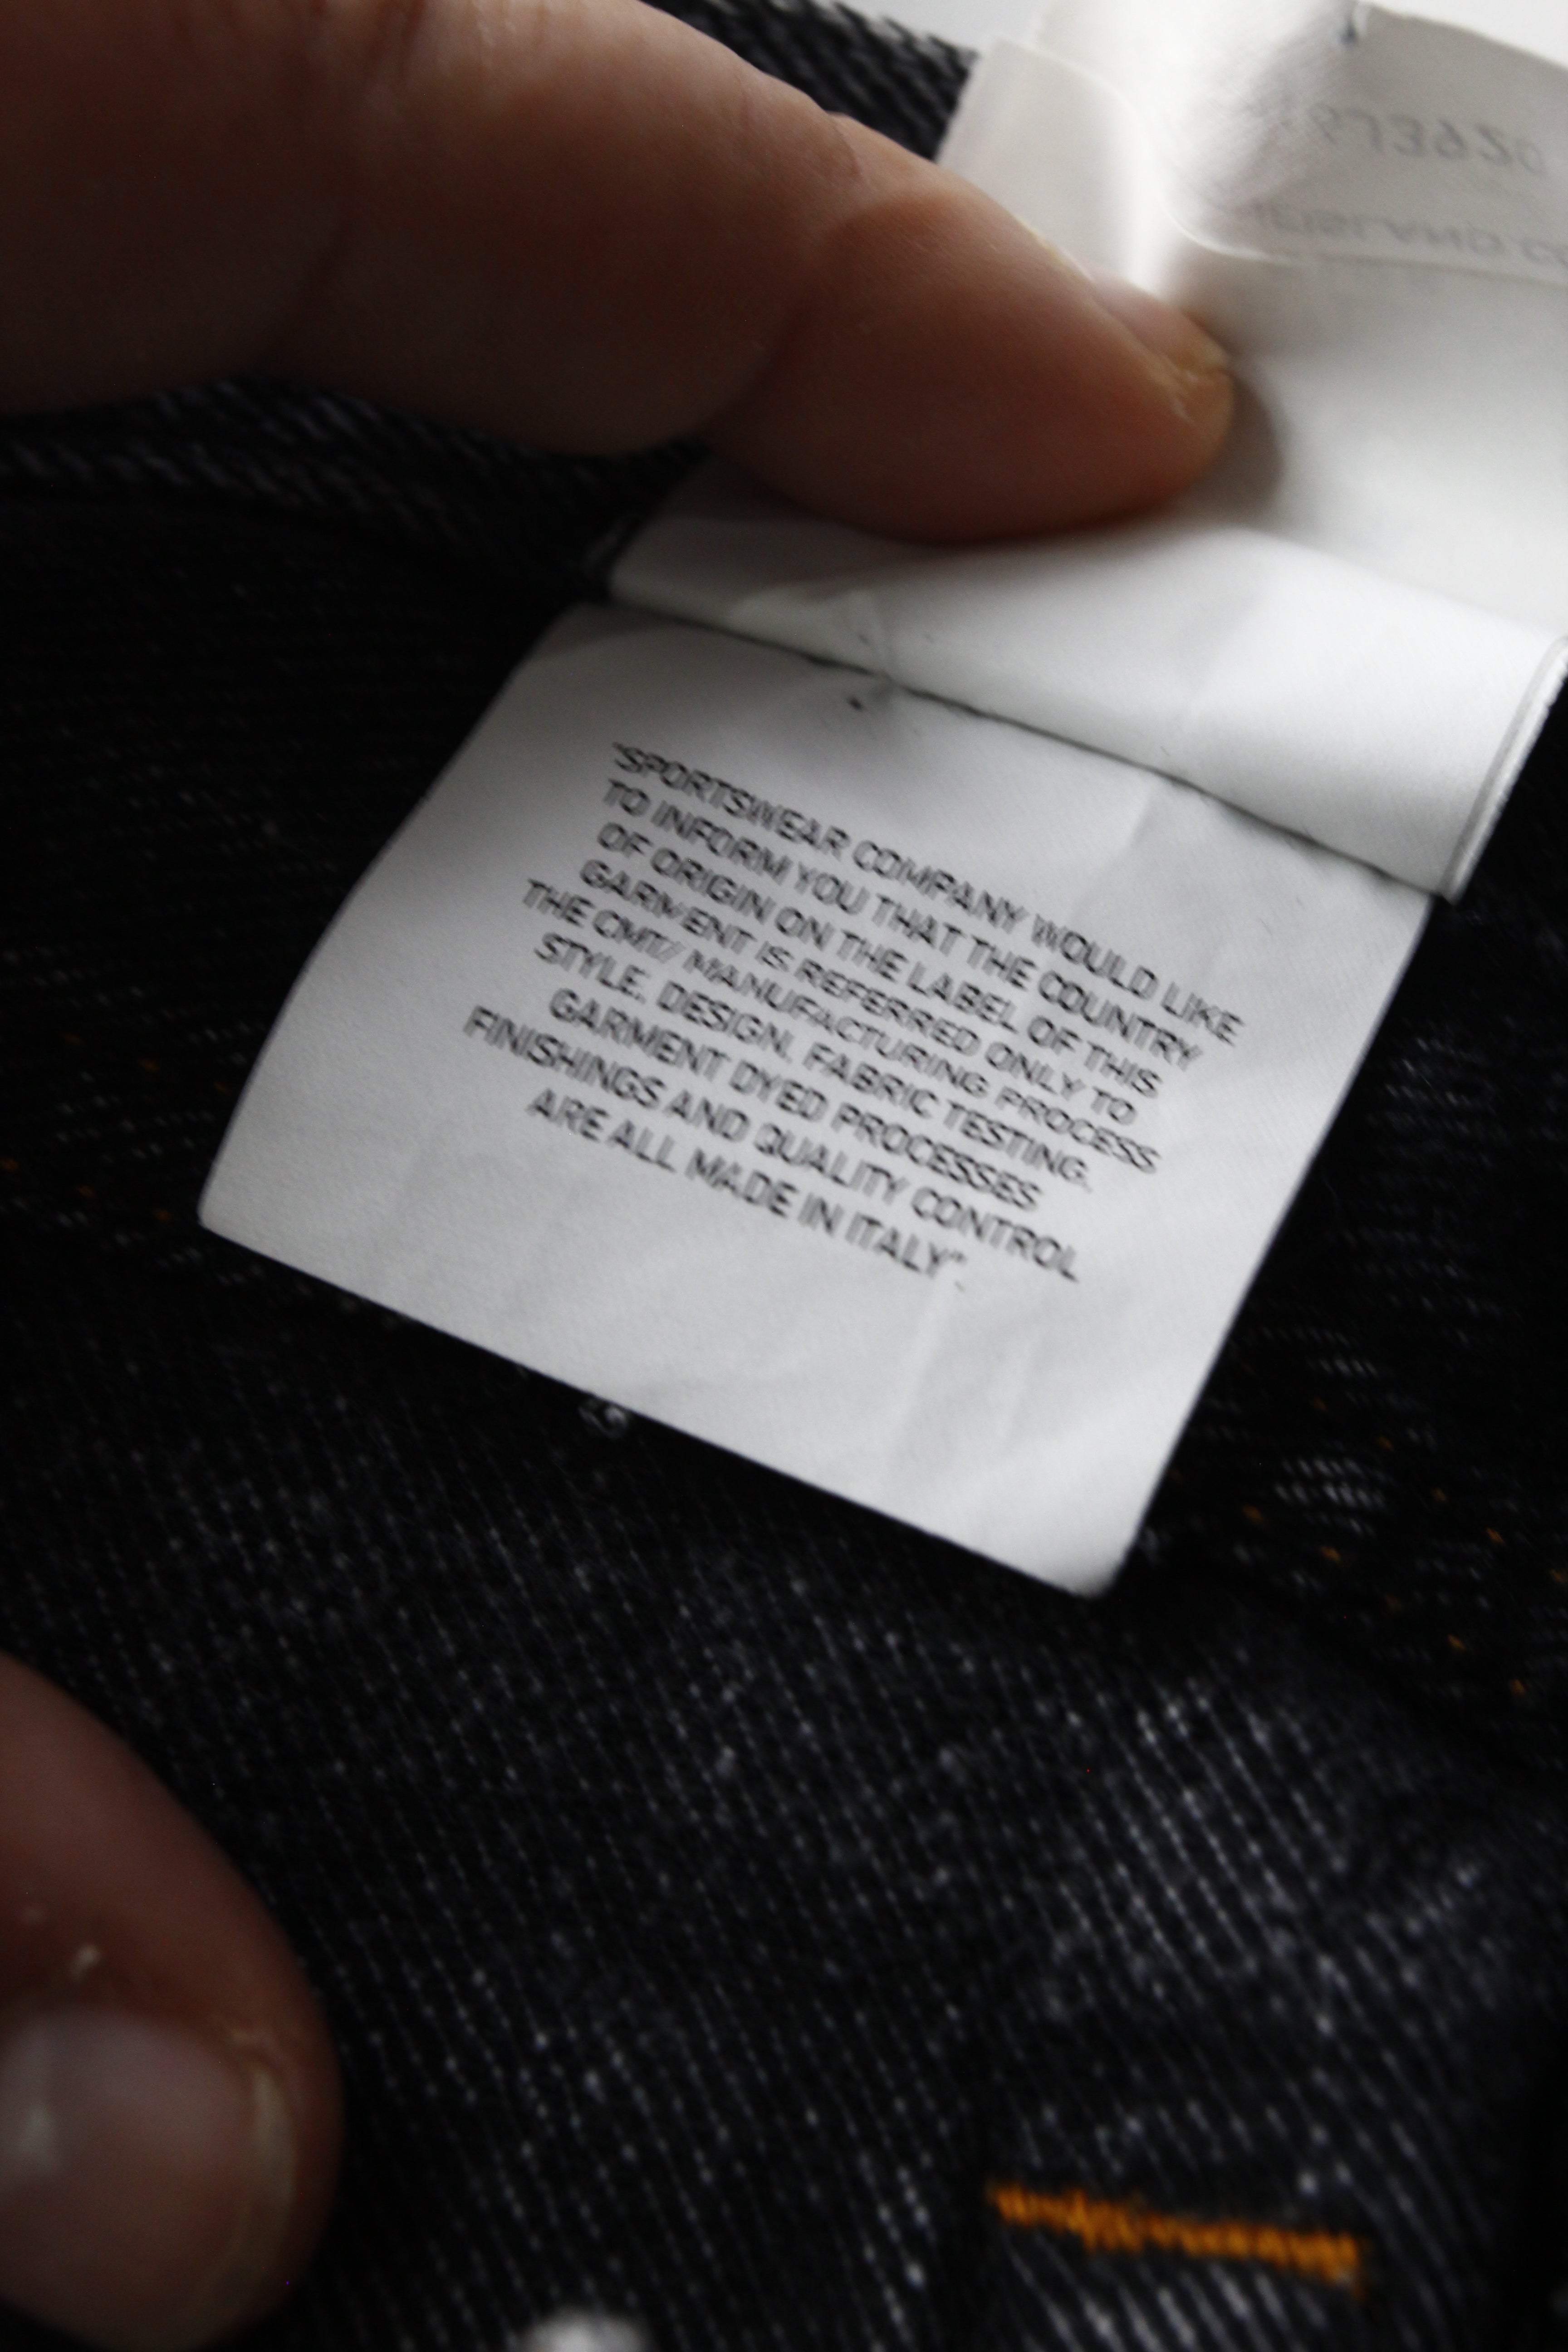 "SPORTSWEAR COMPANY WOULD LIKE
TO INFORM YOU THAT THE COUNTRY
OF ORIGIN ON THE LABEL OF THIS
GARMENT IS REFERRED ONLY TO
THE CMT/ MANUFACTURING PROCESS
STYLE, DESIGN, FABRIC TESTING,
GARMENT DYED PROCESSES
FINISHINGS AND QUALITY CONTROL
ARE ALL MADE IN ITALY".